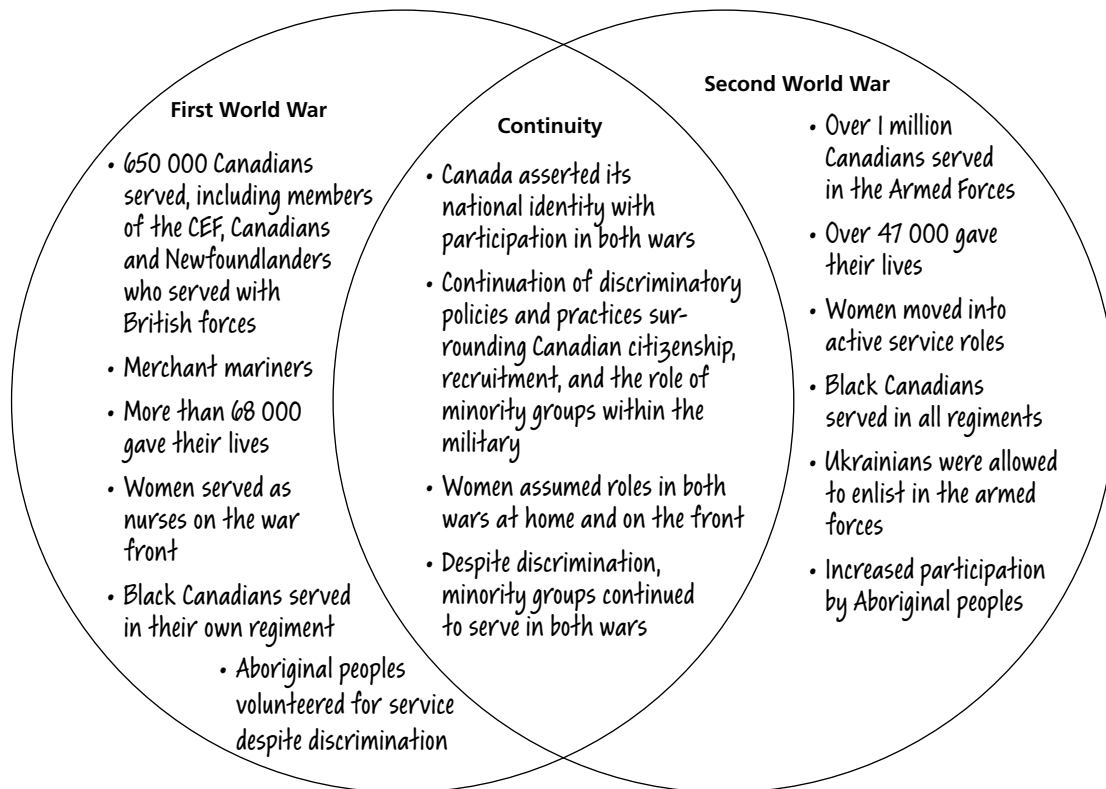 First World War
• 650 000 Canadians
served, including members
of the CEF, Canadians
and Newfoundlanders
who served with
British forces
• Merchant mariners
• More than 68 000
gave their lives
• Women served as
nurses on the war
front
• Black Canadians served
in their own regiment
• Aboriginal peoples
volunteered for service
despite discrimination
Continuity
• Canada asserted its
national identity with
participation in both wars
• Continuation of discriminatory
policies and practices sur-
rounding Canadian citizenship,
recruitment, and the role of
minority groups within the
military
• Women assumed roles in both
wars at home and on the front
• Despite discrimination,
minority groups continued
to serve in both wars
Second World War
• Over 1 million
Canadians served
in the Armed Forces
• Over 47 000 gave
their lives
• Women moved into
active service roles
• Black Canadians
served in all regiments
• Ukrainians were allowed
to enlist in the armed
forces
• Increased participation
by Aboriginal peoples